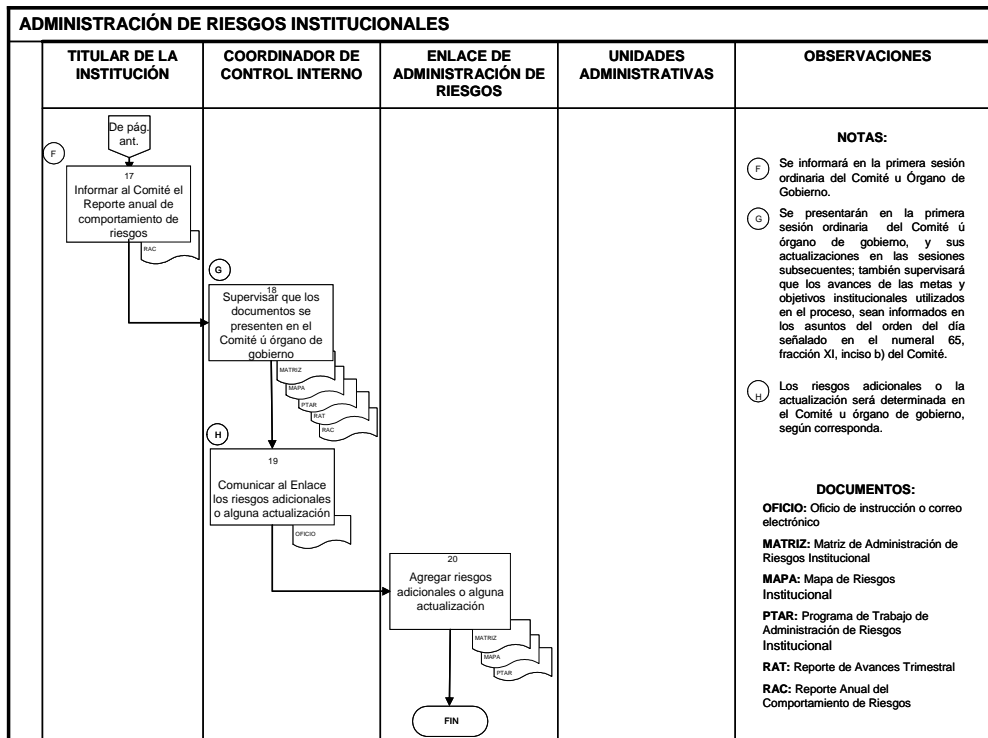 ADMINISTRACIÓN DE RIESGOS INSTITUCIONALES
TITULAR DE LA
INSTITUCIÓN
COORDINADOR DE
CONTROL INTERNO
ENLACE DE
ADMINISTRACIÓN DE
RIESGOS
UNIDADES
ADMINISTRATIVAS
OBSERVACIONES
De pág.
ant.
F
17
Informar al Comité el
Reporte anual de
comportamiento de
riesgos
RAC
G
18
Supervisar que los
documentos se
presenten en el
Comité ú órgano de
gobierno
MATRIZ
MAPA
PTAR
RAT
RAC
H
19
Comunicar al Enlace
los riesgos adicionales
o alguna actualización
OFICIO
20
Agregar riesgos
adicionales o alguna
actualización
MATRIZ
MAPA
PTAR
FIN
NOTAS:
F
Se informará en la primera sesión
ordinaria del Comité u Órgano de
Gobierno.
G
Se presentarán en la primera
sesión ordinaria del Comité ú
órgano de gobierno, y sus
actualizaciones en las sesiones
subsecuentes; también supervisará
que los avances de las metas y
objetivos institucionales utilizados
en el proceso, sean informados en
los asuntos del orden del día
señalado en el numeral 65,
fracción XI, inciso b) del Comité.
H
Los riesgos adicionales o la
actualización será determinada en
el Comité u órgano de gobierno,
según corresponda.
DOCUMENTOS:
OFICIO: Oficio de instrucción o correo
electrónico
MATRIZ: Matriz de Administración de
Riesgos Institucional
MAPA: Mapa de Riesgos
Institucional
PTAR: Programa de Trabajo de
Administración de Riesgos
Institucional
RAT: Reporte de Avances Trimestral
RAC: Reporte Anual del
Comportamiento de Riesgos